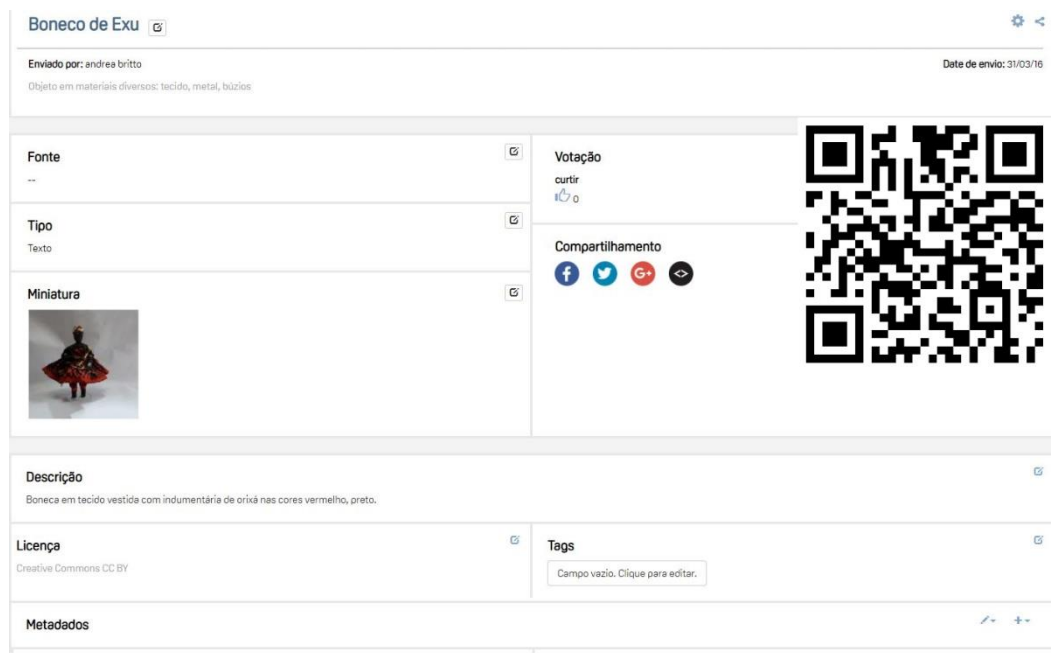 Boneco de Exu
Enviado por: andrea britto
Date de envio: 31/03/16
Objeto em materiais diversos: tecido, metal, búzios
Fonte
--
Votação
curtir
0
Tipo
Texto
Compartilhamento
Miniatura
Descrição
Boneca em tecido vestida com indumentária de orixá nas cores vermelho, preto.
Licença
Creative Commons CC BY
Tags
Campo vazio. Clique para editar.
Metadados